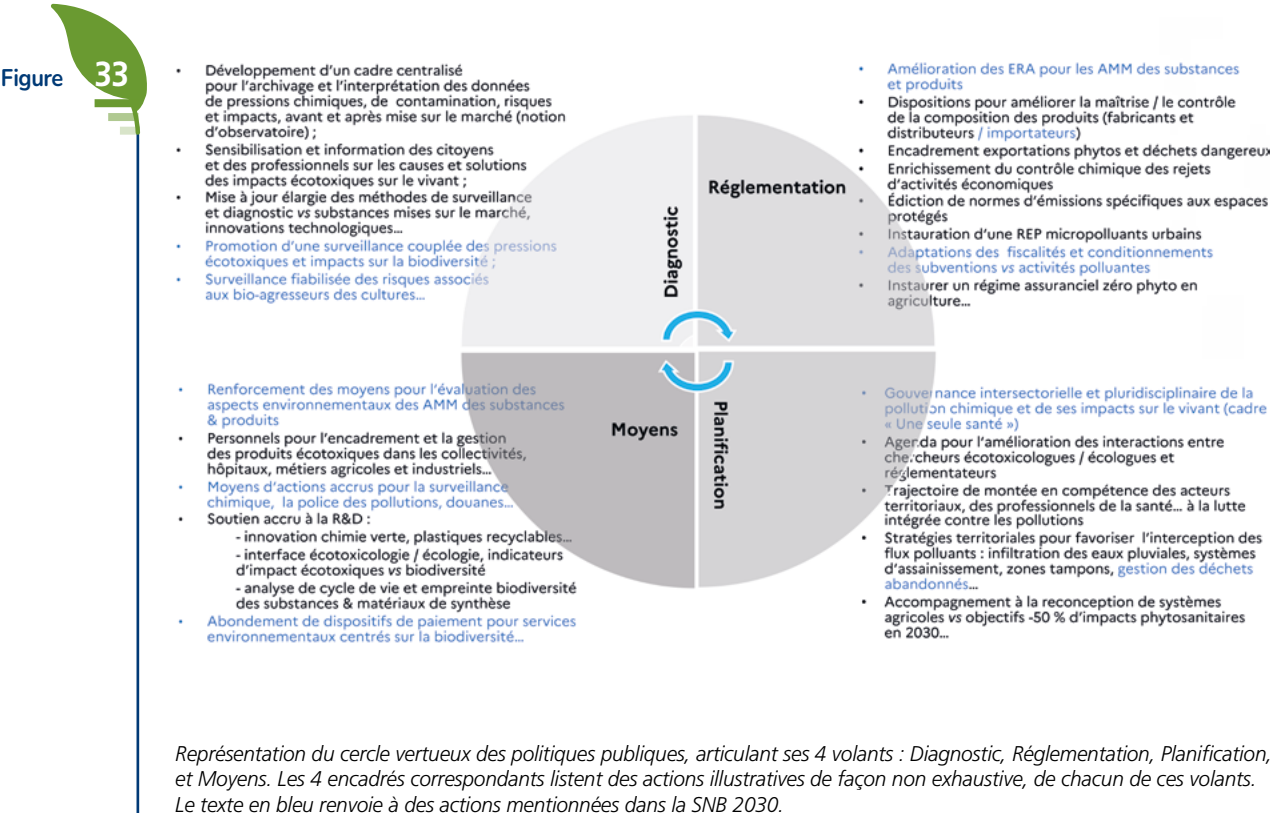 Figure 33
• Développement d'un cadre centralisé
pour l'archivage et l'interprétation des données
de pressions chimiques, de contamination, risques
et impacts, avant et après mise sur le marché (notion
d'observatoire) ;
• Sensibilisation et information des citoyens
et des professionnels sur les causes et solutions
des impacts écotoxiques sur le vivant ;
• Mise à jour élargie des méthodes de surveillance
et diagnostic vs substances mises sur le marché,
innovations technologiques…
• Promotion d'une surveillance couplée des pressions
écotoxiques et impacts sur la biodiversité ;
• Surveillance fiabilisée des risques associés
aux bio-agresseurs des cultures…
Diagnostic
Réglementation
• Amélioration des ERA pour les AMM des substances
et produits
• Dispositions pour améliorer la maîtrise / le contrôle
de la composition des produits (fabricants et
distributeurs / importateurs)
• Encadrement exportations phytos et déchets dangereux
• Enrichissement du contrôle chimique des rejets
d'activités économiques
• Édiction de normes d'émissions spécifiques aux espaces
protégés
• Instauration d'une REP micropolluants urbains
• Adaptations des fiscalités et conditionnements
des subventions vs activités polluantes
• Instaurer un régime assuranciel zéro phyto en
agriculture…
• Renforcement des moyens pour l'évaluation des
aspects environnementaux des AMM des substances
& produits
• Personnels pour l'encadrement et la gestion
des produits écotoxiques dans les collectivités,
hôpitaux, métiers agricoles et industriels…
• Moyens d'actions accrus pour la surveillance
chimique, la police des pollutions, douanes…
• Soutien accru à la R&D :
- innovation chimie verte, plastiques recyclables…
- interface écotoxicologie / écologie, indicateurs
d'impact écotoxiques vs biodiversité
- analyse de cycle de vie et empreinte biodiversité
des substances & matériaux de synthèse
• Abondement de dispositifs de paiement pour services
environnementaux centrés sur la biodiversité…
Moyens
Planification
• Gouvernance intersectorielle et pluridisciplinaire de la
pollution chimique et de ses impacts sur le vivant (cadre
« Une seule santé »)
• Agenda pour l'amélioration des interactions entre
chercheurs écotoxicologues / écologues et
réglementateurs
• Trajectoire de montée en compétence des acteurs
territoriaux, des professionnels de la santé… à la lutte
intégrée contre les pollutions
• Stratégies territoriales pour favoriser l'interception des
flux polluants : infiltration des eaux pluviales, systèmes
d'assainissement, zones tampons, gestion des déchets
abandonnés…
• Accompagnement à la reconception de systèmes
agricoles vs objectifs -50 % d'impacts phytosanitaires
en 2030…
Représentation du cercle vertueux des politiques publiques, articulant ses 4 volants : Diagnostic, Réglementation, Planification,
et Moyens. Les 4 encadrés correspondants listent des actions illustratives de façon non exhaustive, de chacun de ces volants.
Le texte en bleu renvoie à des actions mentionnées dans la SNB 2030.